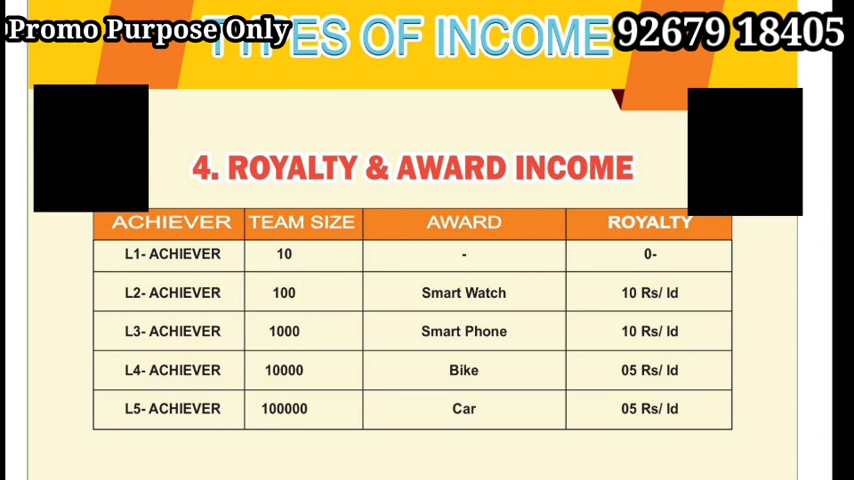 Promo Purpose Only
TYPES OF INCOME
92679 18405
4. ROYALTY & AWARD INCOME
ACHIEVER TEAM SIZE AWARD ROYALTY
L1- ACHIEVER 10 - 0-
L2- ACHIEVER 100 Smart Watch 10 Rs/ Id
L3- ACHIEVER 1000 Smart Phone 10 Rs/ Id
L4- ACHIEVER 10000 Bike 05 Rs/ Id
L5- ACHIEVER 100000 Car 05 Rs/ Id